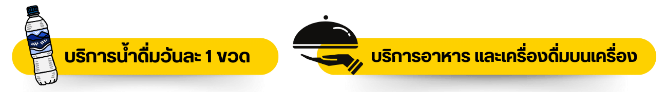 บริการน้ำดื่มวันละ 1 ขวด
บริการอาหาร และเครื่องดื่มบนเครื่อง